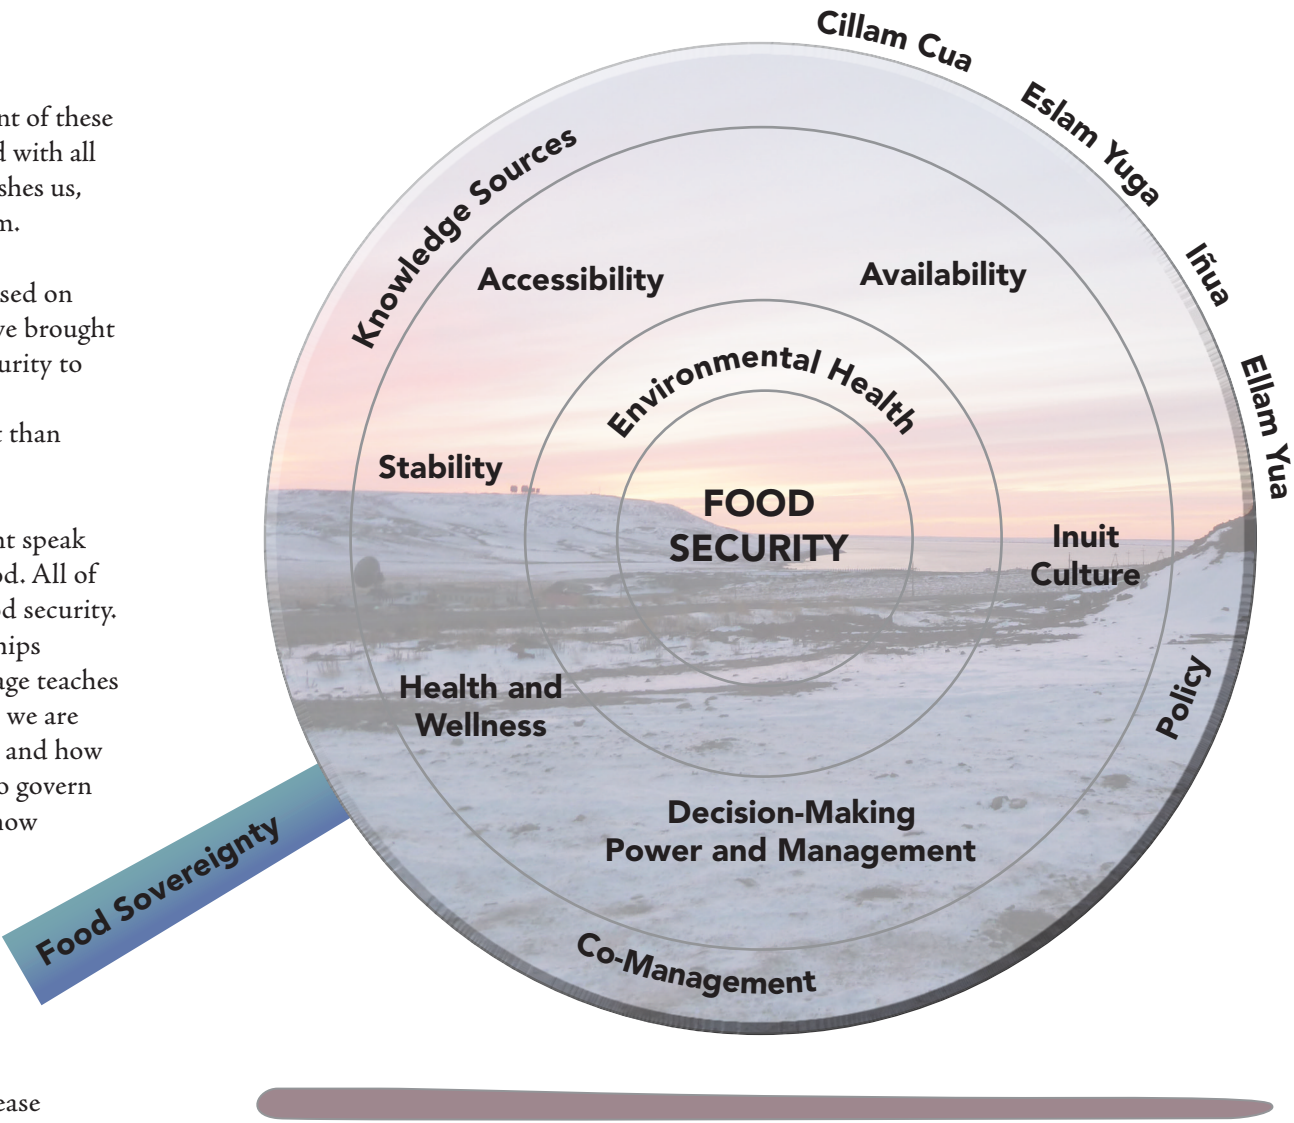 nt of these
d with all
shes us,
m.
sed on
ve brought
urity to
t than
nt speak
od. All of
od security.
hips
age teaches
we are
and how
o govern
now
ease
Cillam Cua
Eslam Yuga
Iñua
Ellam Yua
Knowledge Sources
Accessibility
Availability
Environmental Health
Stability
FOOD
SECURITY
Inuit
Culture
Health and
Wellness
Policy
Decision-Making
Power and Management
Co-Management
Food Sovereignty